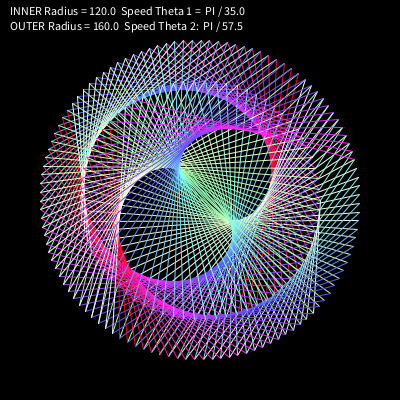 INNER Radius = 120.0  Speed Theta 1 =  PI / 35.0
OUTER Radius = 160.0  Speed Theta 2:  PI / 57.5